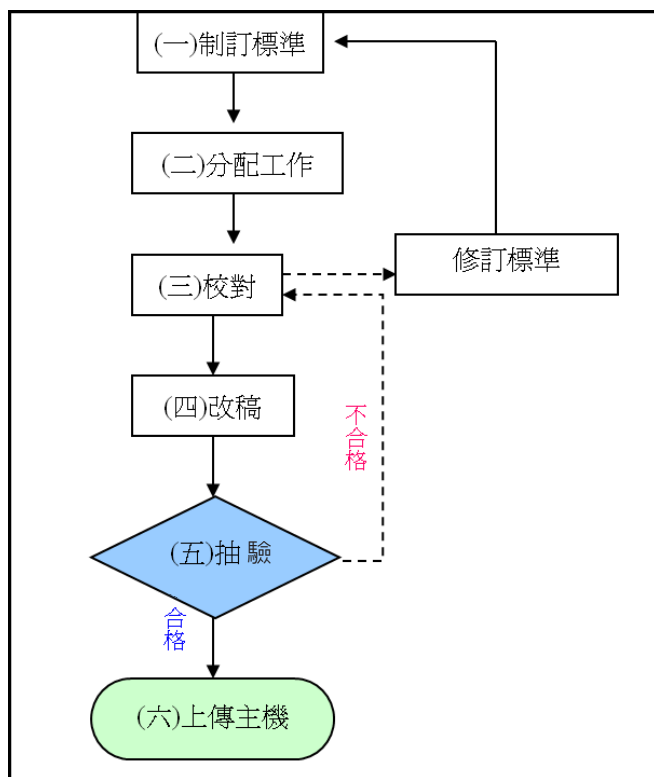 (一)制訂標準
(二)分配工作
(三)校對
修訂標準
(四)改稿
不合格
(五)抽驗
合格
(六)上傳主機